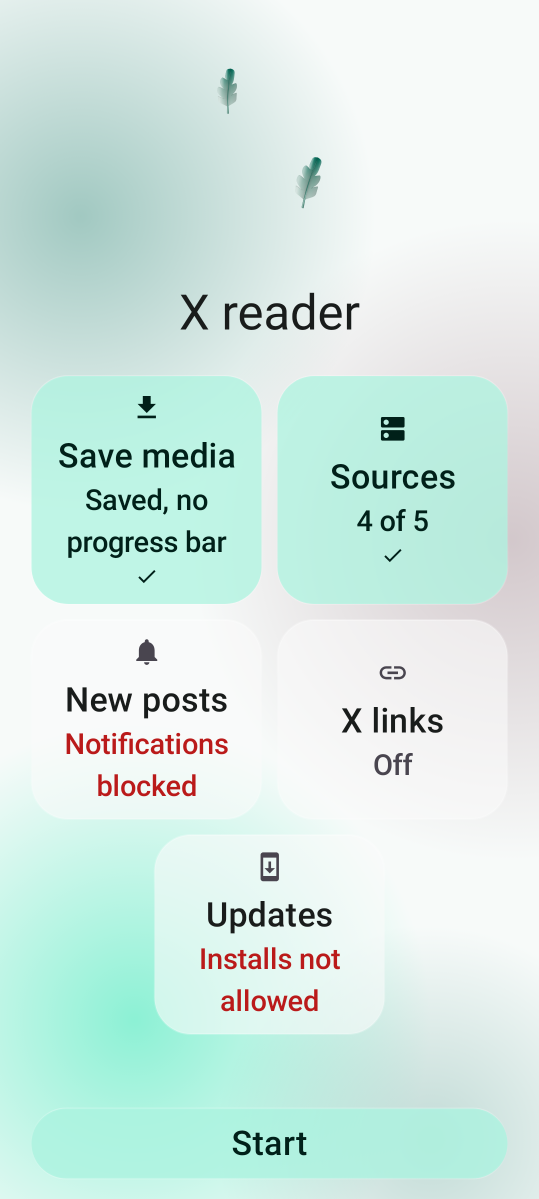 X reader
Save media
Saved, no
progress bar
Sources
4 of 5
New posts
Notifications
blocked
X links
Off
Updates
Installs not
allowed
Start